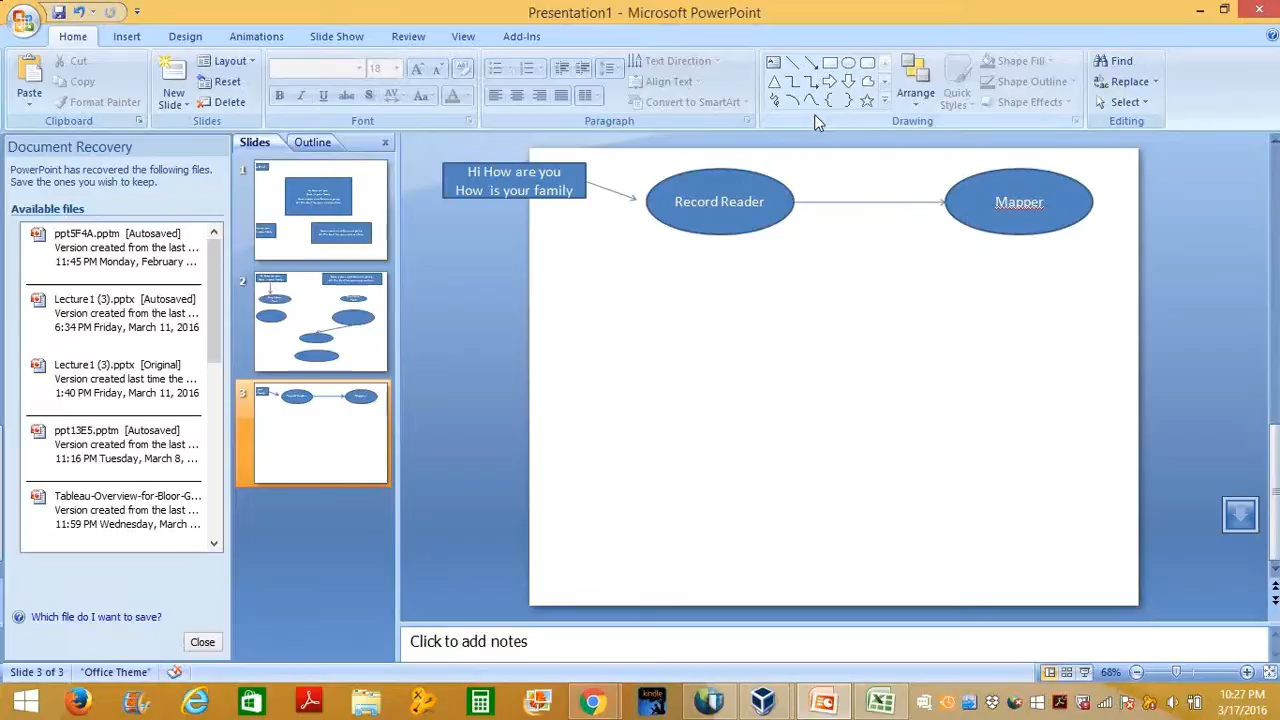 Presentation1 - Microsoft PowerPoint
Home Insert Design Animations Slide Show Review View Add-Ins
Paste
Cut
Copy
Format Painter
Clipboard
New
Slide
Layout
Reset
Delete
Slides
18
Font
Text Direction
Align Text
Convert to SmartArt
Paragraph
Arrange
Quick
Styles
Shape Fill
Shape Outline
Shape Effects
Drawing
Find
Replace
Select
Editing
Document Recovery
PowerPoint has recovered the following files.
Save the ones you wish to keep.
Available files
ppt5F4A.pptm [Autosaved]
Version created from the last ...
11:45 PM Monday, February ...
Lecture1 (3).pptx [Autosaved]
Version created from the last ...
6:34 PM Friday, March 11, 2016
Lecture1 (3).pptx [Original]
Version created last time the ...
1:40 PM Friday, March 11, 2016
ppt13E5.pptm [Autosaved]
Version created from the last ...
11:16 PM Tuesday, March 8, ...
Tableau-Overview-for-Bloor-G...
Version created from the last ...
11:59 PM Wednesday, March ...
Which file do I want to save?
Close
Slides Outline
1
2
3
Hi How are you
How is your family
Record Reader
Mapper
Click to add notes
Slide 3 of 3
"Office Theme"
68%
kindle
10:27 PM
3/17/2016